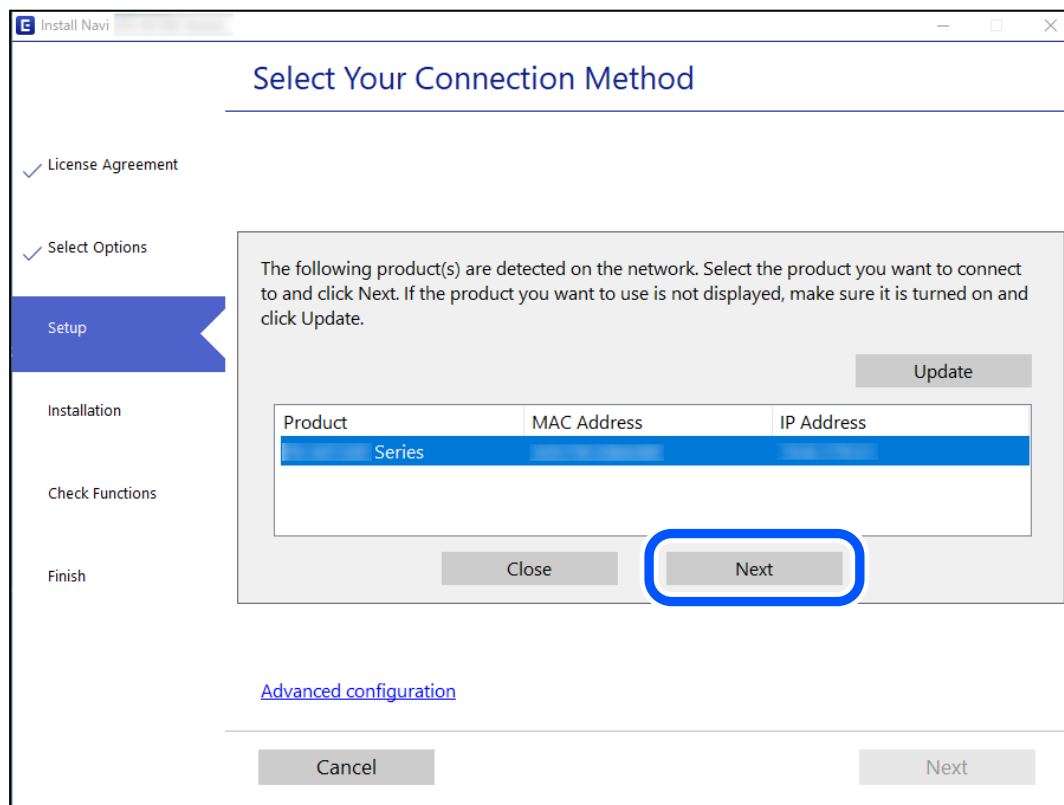 Install Navi
Select Your Connection Method
License Agreement
Select Options
Setup
Installation
Check Functions
Finish
The following product(s) are detected on the network. Select the product you want to connect
to and click Next. If the product you want to use is not displayed, make sure it is turned on and
click Update.
Update
Product MAC Address IP Address
Series
Close Next
Advanced configuration
Cancel Next